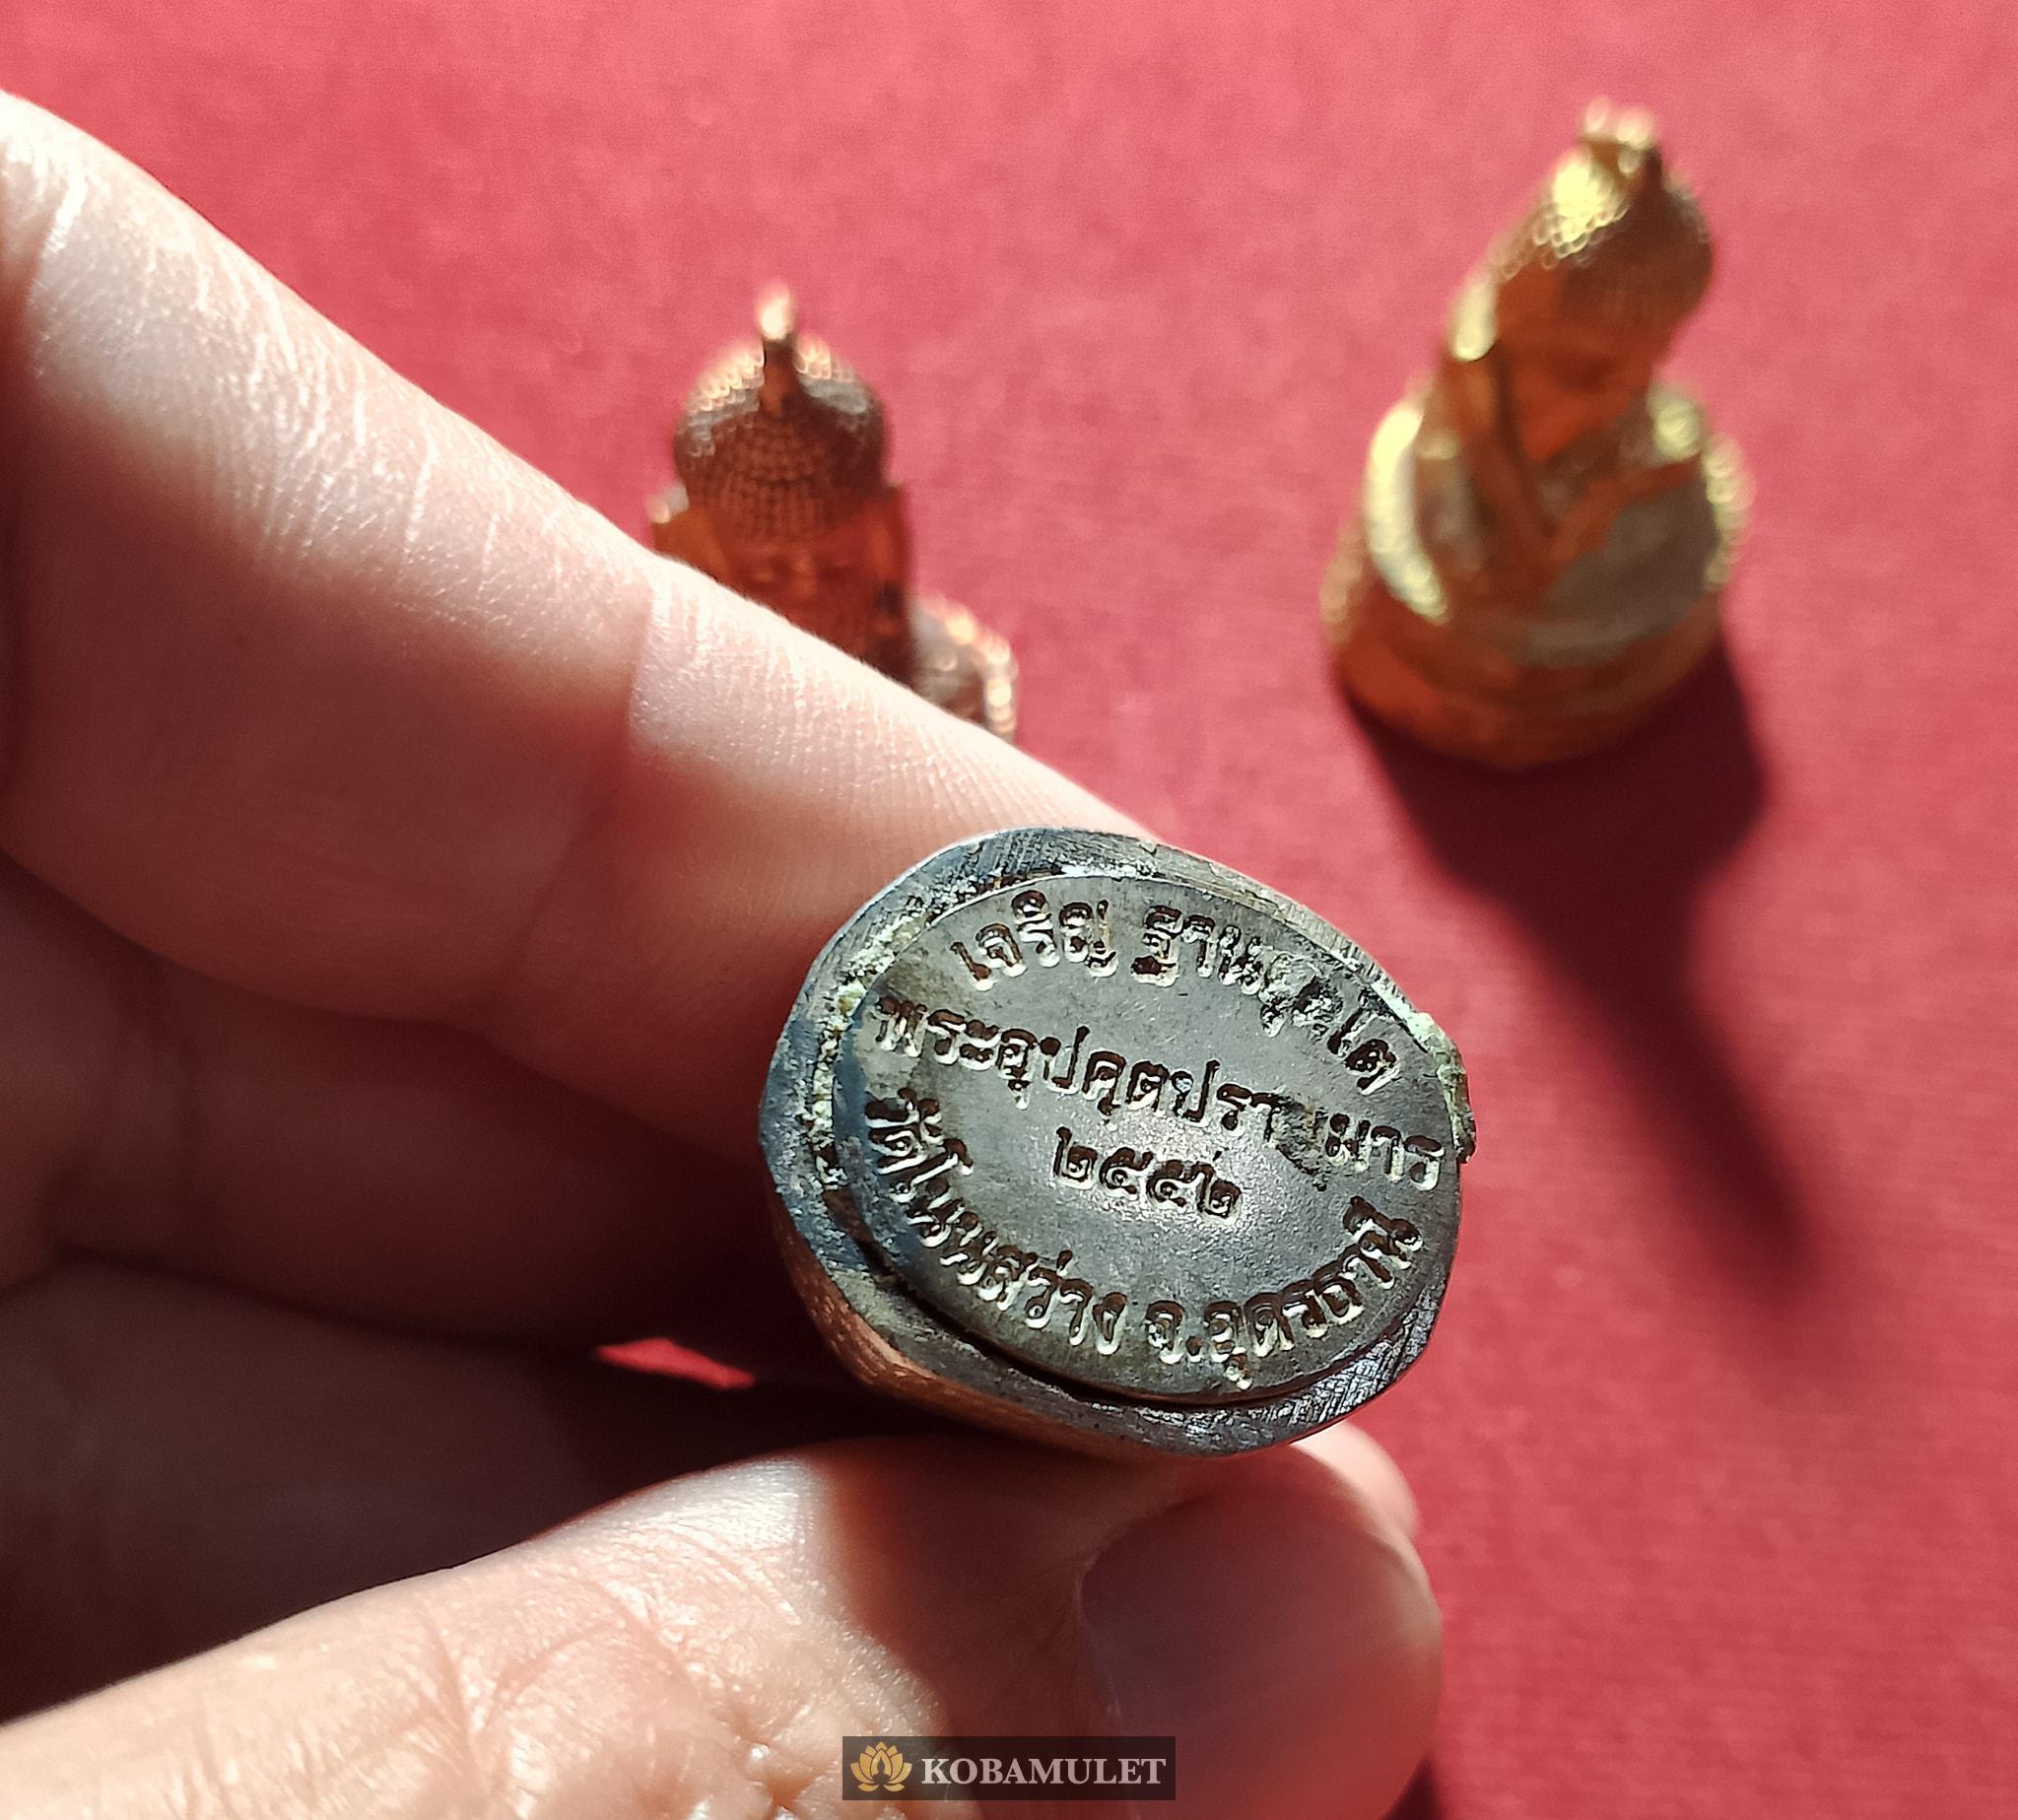 เจริญ ฐานยุตฺโต
พระอุปคุตปราบมาร
๒๕๕๒
วัดโนนสว่าง จ.อุดรธานี
KOBAMULET